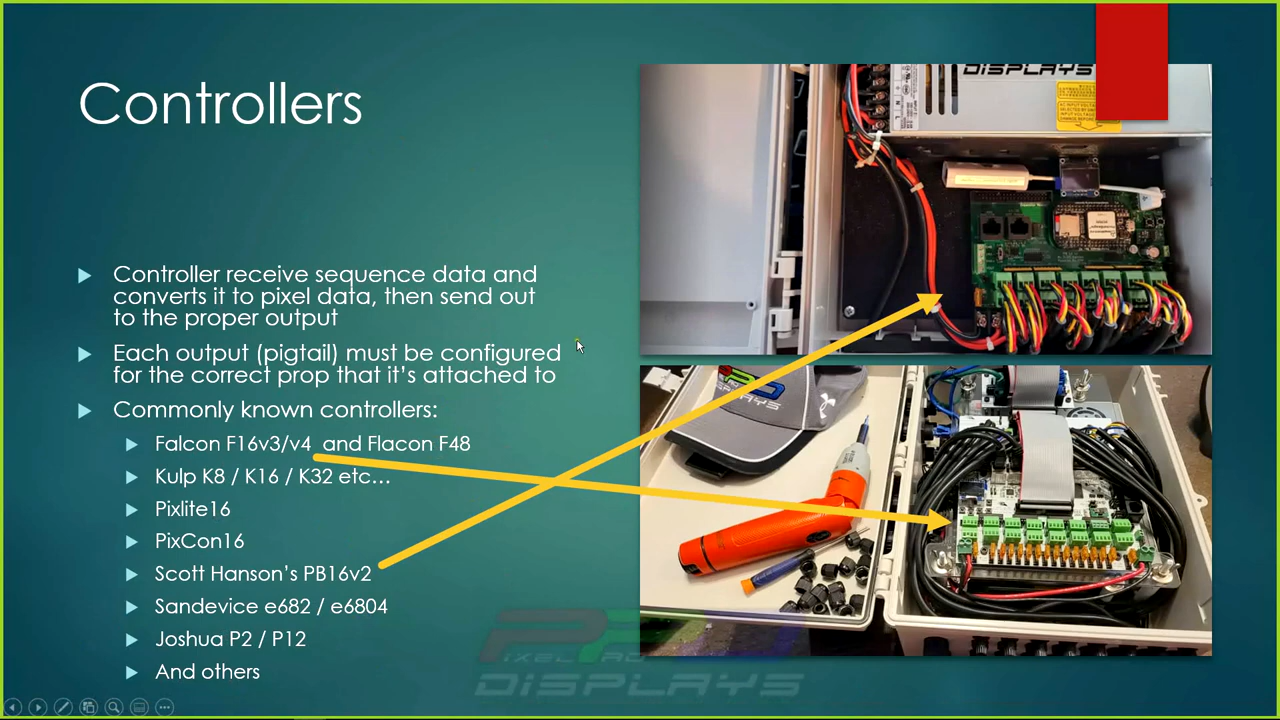 Controllers
Controller receive sequence data and
converts it to pixel data, then send out
to the proper output
Each output (pigtail) must be configured
for the correct prop that it's attached to
Commonly known controllers:
Falcon F16v3/v4  and Flacon F48
Kulp K8 / K16 / K32 etc…
Pixlite16
PixCon16
Scott Hanson's PB16v2
Sandevice e682 / e6804
Joshua P2 / P12
And others
DISPLAYS
DISPLAYS